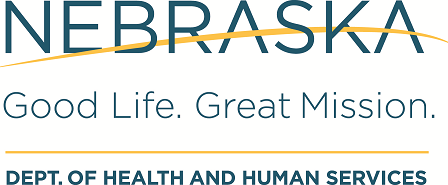 NEBRASKA
Good Life. Great Mission.
DEPT. OF HEALTH AND HUMAN SERVICES